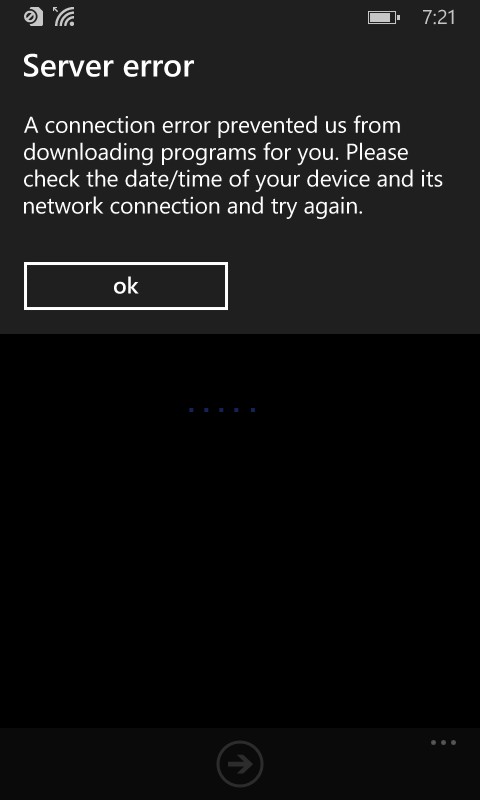 7:21
Server error
A connection error prevented us from
downloading programs for you. Please
check the date/time of your device and its
network connection and try again.
ok